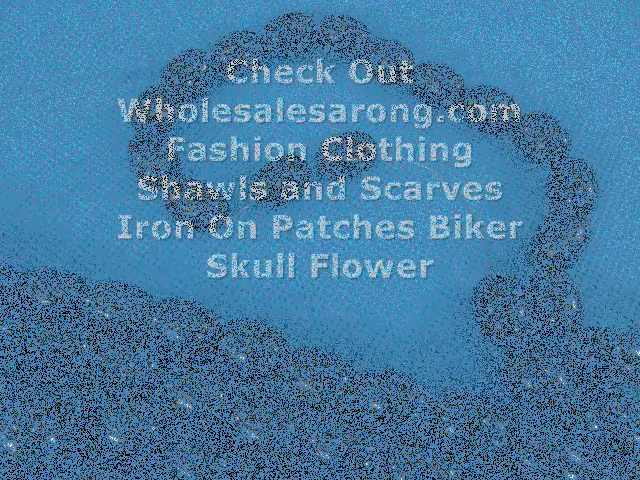 Check Out
Wholesalesarong.com
Fashion Clothing
Shawls and Scarves
Iron On Patches Biker
Skull Flower